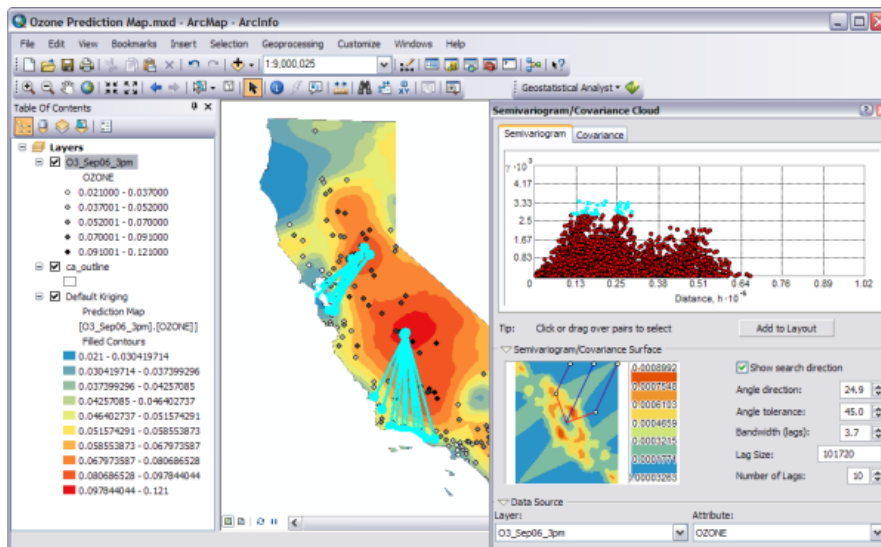 Ozone Prediction Map.mxd - ArcMap - ArcInfo
File Edit View Bookmarks Insert Selection Geoprocessing Customize Windows Help
1:9,000,025
Geostatistical Analyst
Table Of Contents
Layers
O3_Sep06_3pm
OZONE
0.021000 - 0.037000
0.037001 - 0.052000
0.052001 - 0.070000
0.070001 - 0.091000
0.091001 - 0.121000
ca_outline
Default Kriging
Prediction Map
[O3_Sep06_3pm].[OZONE]]
Filled Contours
0.021 - 0.030419714
0.030419714 - 0.037399296
0.037399296 - 0.04257085
0.04257085 - 0.046402737
0.046402737 - 0.051574291
0.051574291 - 0.058553873
0.058553873 - 0.067973587
0.067973587 - 0.080686528
0.080686528 - 0.097844044
0.097844044 - 0.121
Semivariogram/Covariance Cloud
Semivariogram Covariance
γ·10³
4.17
3.33
2.5
1.67
0.83
0 0.13 0.25 0.38 0.51 0.64 0.76 0.89 1.02
Distance, h·10⁻⁶
Tip: Click or drag over pairs to select
Add to Layout
Semivariogram/Covariance Surface
0.0008992
0.0007548
0.0006103
0.0004659
0.0003215
0.0001771
Show search direction
Angle direction: 24.9
Angle tolerance: 45.0
Bandwidth (lags): 3.7
Lag Size: 101720
Number of Lags: 10
Data Source
Layer: Attribute:
O3_Sep06_3pm OZONE